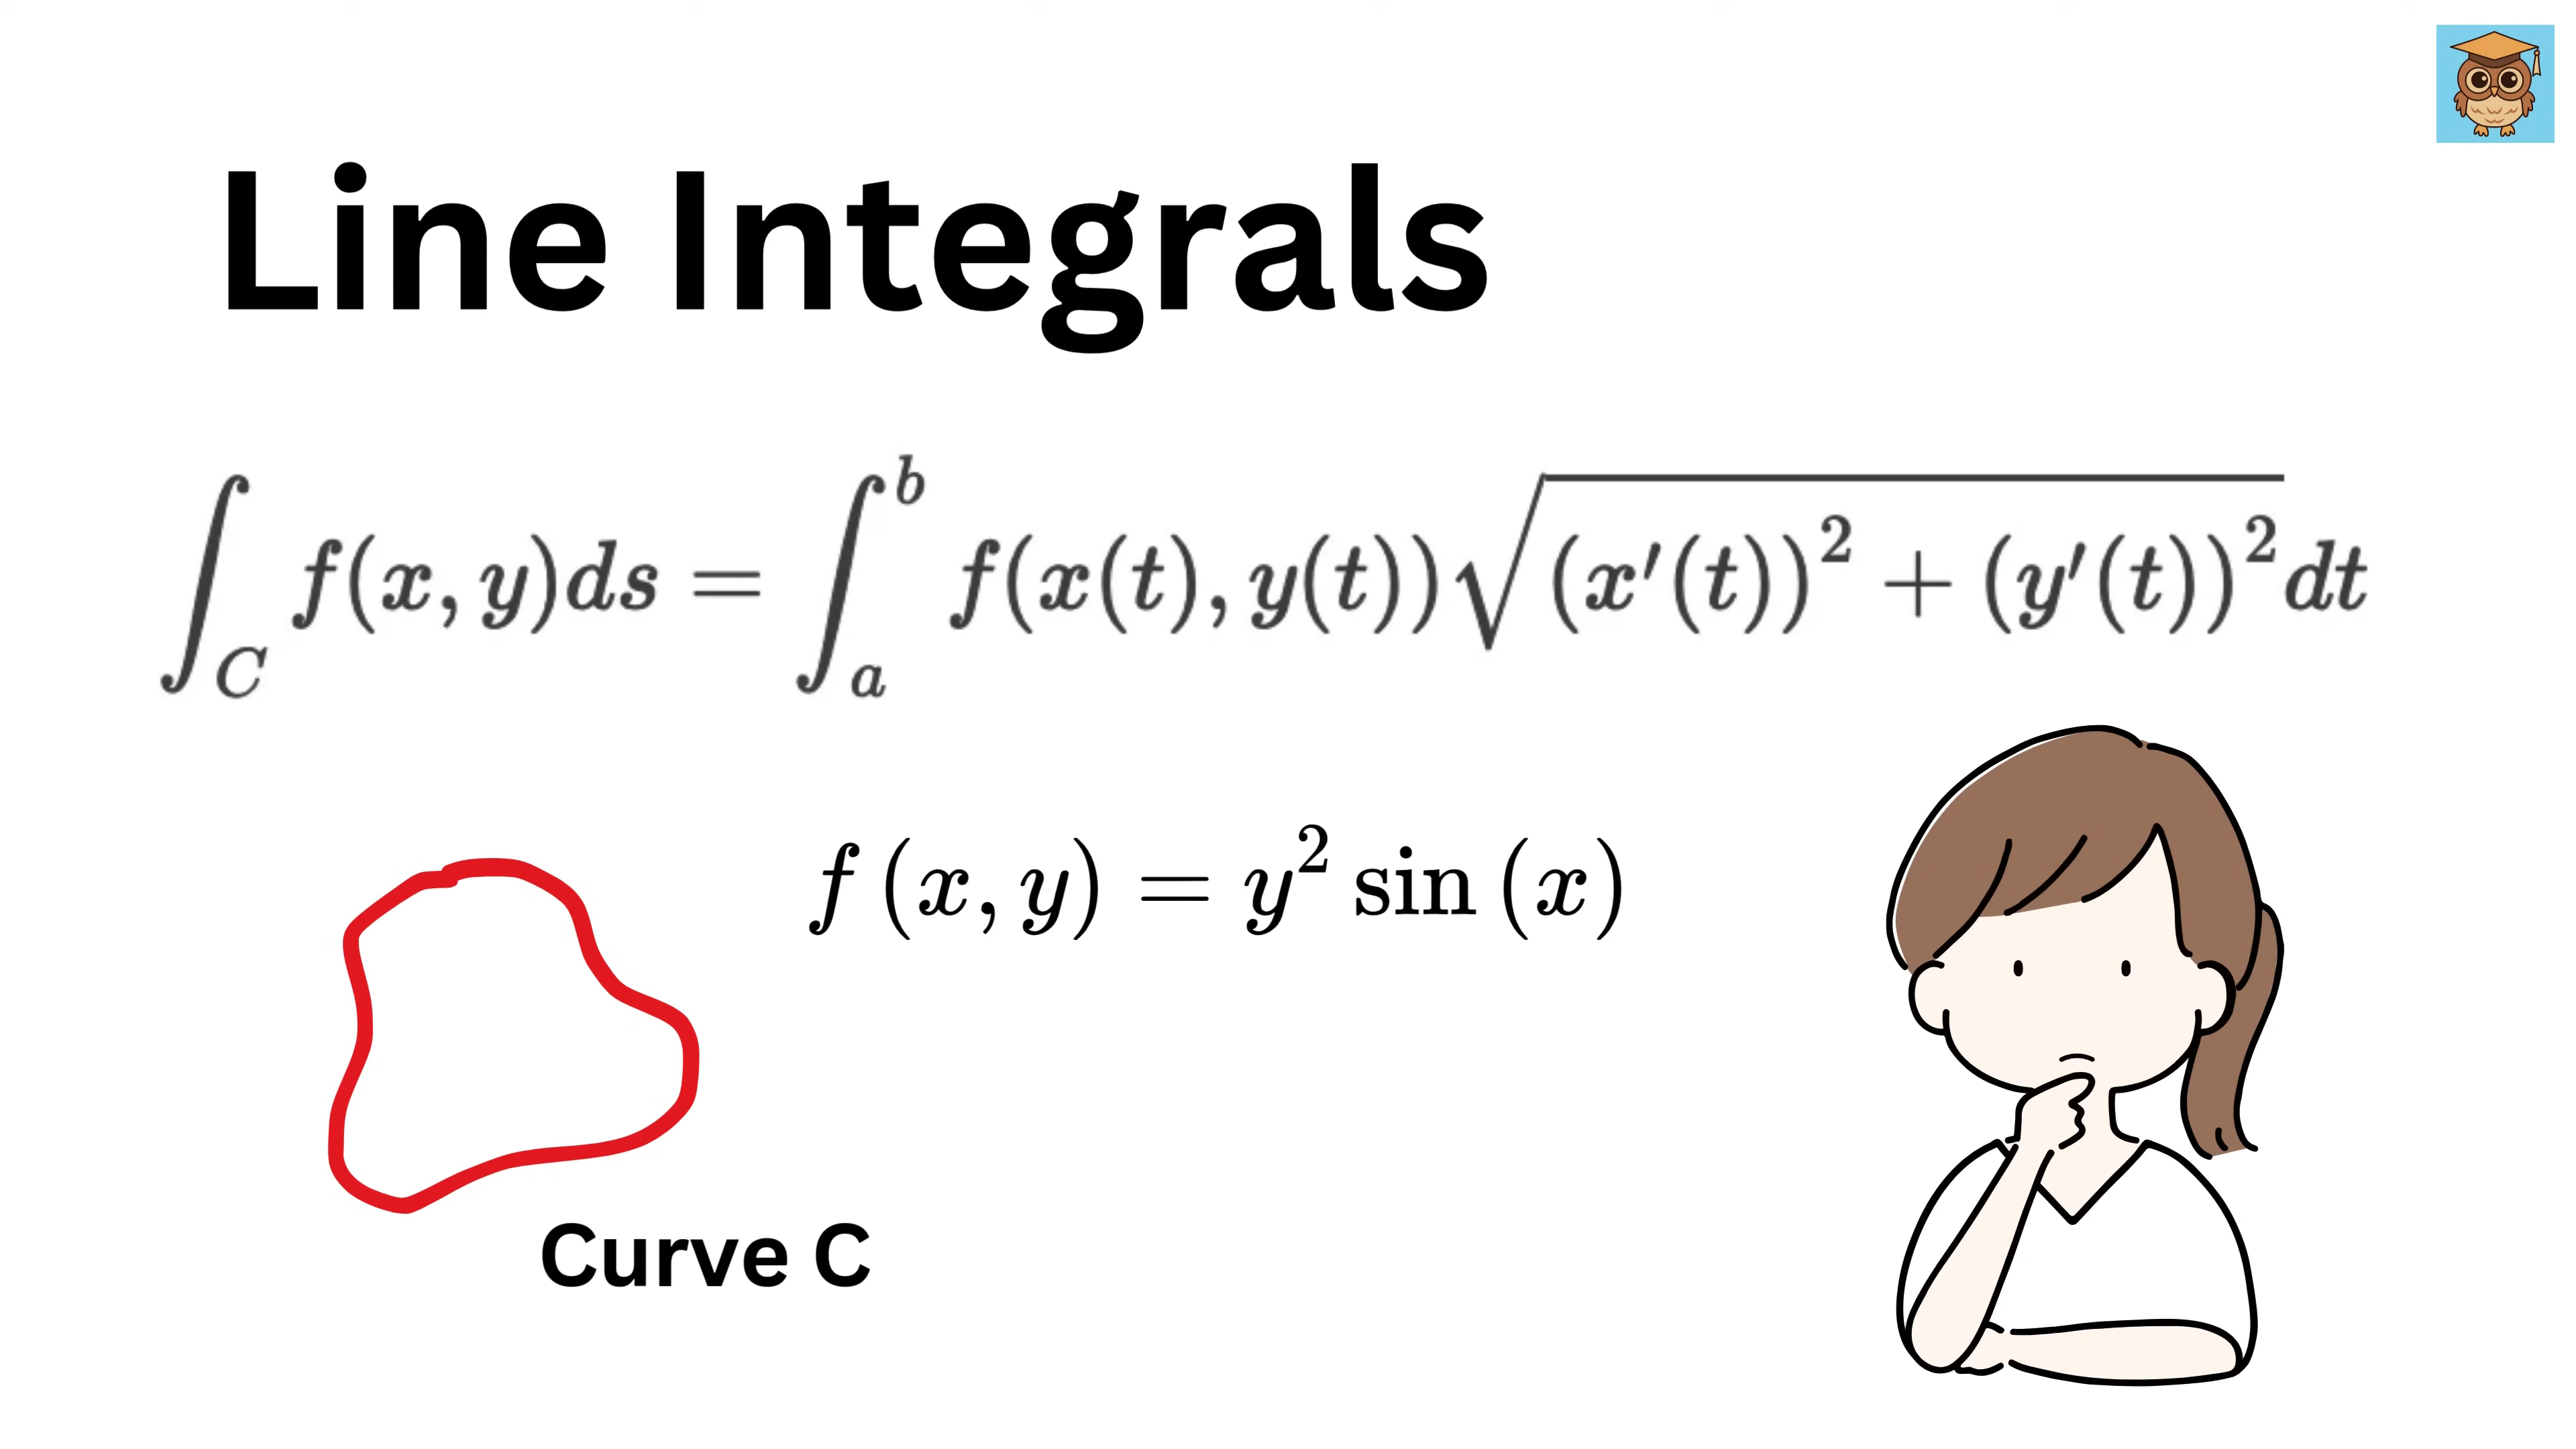 Line Integrals
∫_C f(x, y)ds = ∫_a^b f(x(t), y(t))√((x′(t))² + (y′(t))²) dt
f (x, y) = y² sin (x)
Curve C